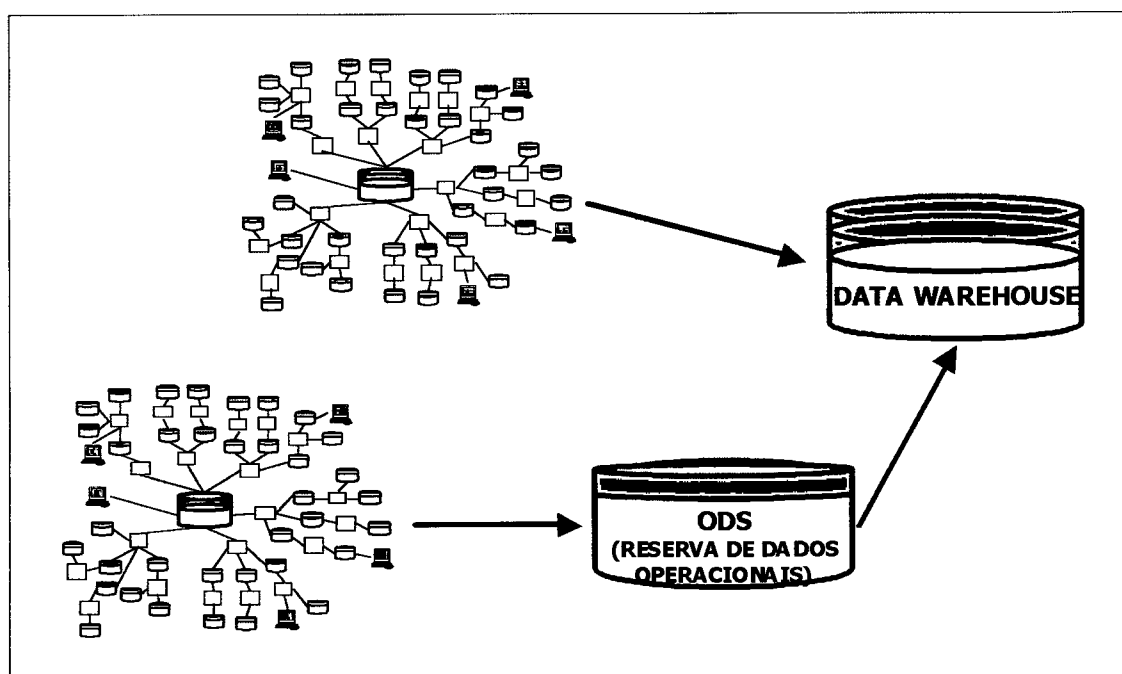 DATA WAREHOUSE
ODS
(RESERVA DE DADOS
OPERACIONAIS)